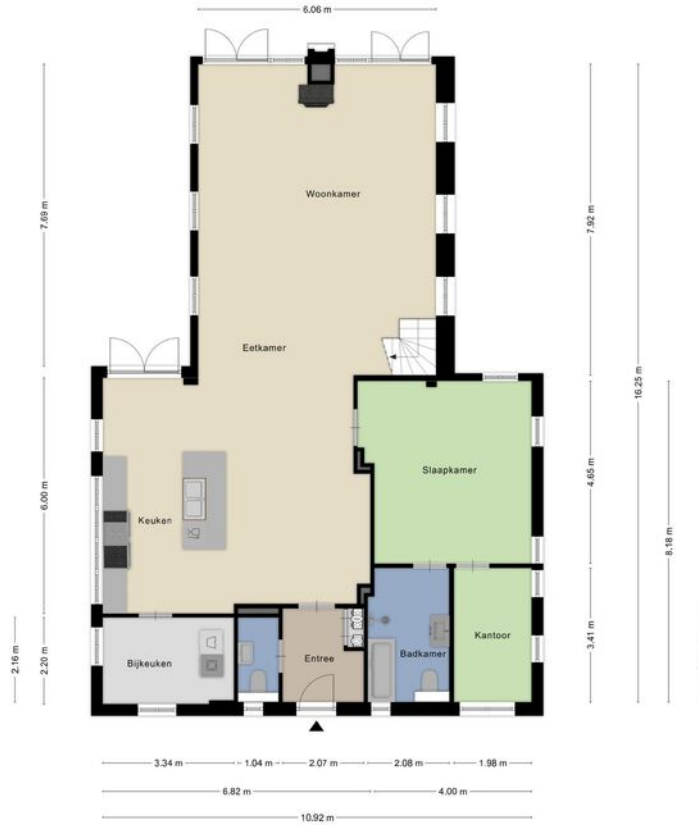 6.06 m
Woonkamer
7.69 m
7.92 m
Eetkamer
16.25 m
Slaapkamer
4.65 m
6.00 m
Keuken
8.18 m
Kantoor
3.41 m
Badkamer
Entree
Bijkeuken
2.16 m
2.20 m
3.34 m
1.04 m
2.07 m
2.08 m
1.98 m
6.82 m
4.00 m
10.92 m